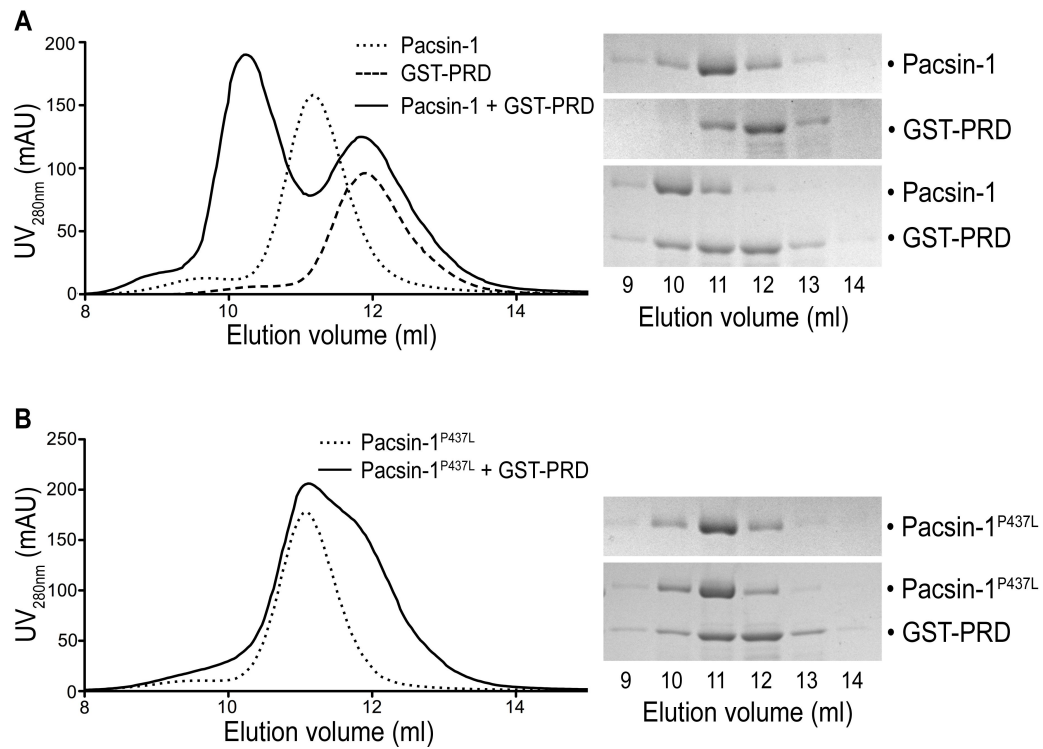 A
200
150
100
50
0
UV280nm (mAU)
8 10 12 14
Elution volume (ml)
Pacsin-1
GST-PRD
Pacsin-1 + GST-PRD
• Pacsin-1
• GST-PRD
• Pacsin-1
• GST-PRD
9 10 11 12 13 14
Elution volume (ml)
B
250
200
150
100
50
0
UV280nm (mAU)
8 10 12 14
Elution volume (ml)
Pacsin-1P437L
Pacsin-1P437L + GST-PRD
• Pacsin-1P437L
• Pacsin-1P437L
• GST-PRD
9 10 11 12 13 14
Elution volume (ml)